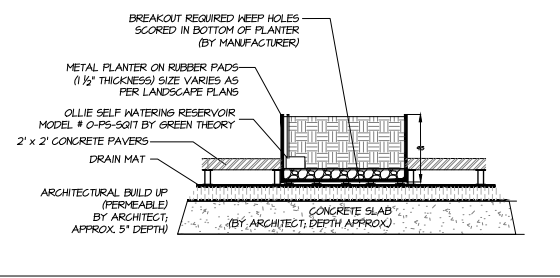 BREAKOUT REQUIRED WEEP HOLES
SCORED IN BOTTOM OF PLANTER
(BY MANUFACTURER)
METAL PLANTER ON RUBBER PADS
(1 ½" THICKNESS) SIZE VARIES AS
PER LANDSCAPE PLANS
OLLIE SELF WATERING RESERVOIR
MODEL # O-PS-SQ17 BY GREEN THEORY
2' x 2' CONCRETE PAVERS
DRAIN MAT
ARCHITECTURAL BUILD UP
(PERMEABLE)
BY ARCHITECT;
APPROX. 5" DEPTH)
CONCRETE SLAB
(BY ARCHITECT; DEPTH APPROX.)